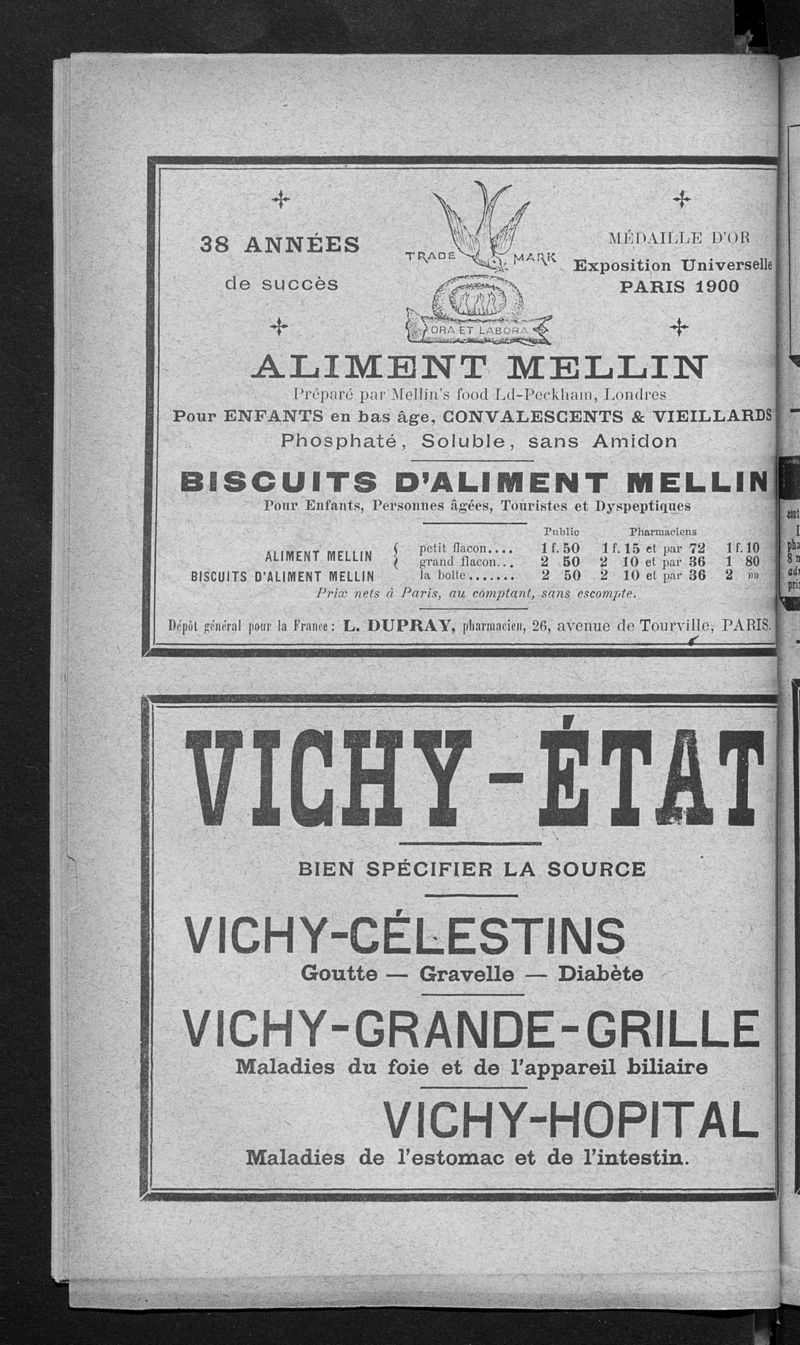 38 ANNÉES
de succès
TRADE MARK
ORA ET LABORA
MÉDAILLE D'OR
Exposition Universelle
PARIS 1900
ALIMENT MELLIN
Préparé par Mellin's food Ld-Peckham, Londres
Pour ENFANTS en bas âge, CONVALESCENTS & VIEILLARDS
Phosphaté, Soluble, sans Amidon
BISCUITS D'ALIMENT MELLIN
Pour Enfants, Personnes âgées, Touristes et Dyspeptiques
Public Pharmaciens
ALIMENT MELLIN { petit flacon.... 1 f. 50 1 f. 15 et par 72 1 f. 10
grand flacon... 2 50 2 10 et par 36 1 80
BISCUITS D'ALIMENT MELLIN la boîte....... 2 50 2 10 et par 36 2 »»
Prix nets à Paris, au comptant, sans escompte.
Dépôt général pour la France : L. DUPRAY, pharmacien, 26, avenue de Tourville, PARIS.
VICHY-ÉTAT
BIEN SPÉCIFIER LA SOURCE
VICHY-CÉLESTINS
Goutte — Gravelle — Diabète
VICHY-GRANDE-GRILLE
Maladies du foie et de l'appareil biliaire
VICHY-HOPITAL
Maladies de l'estomac et de l'intestin.